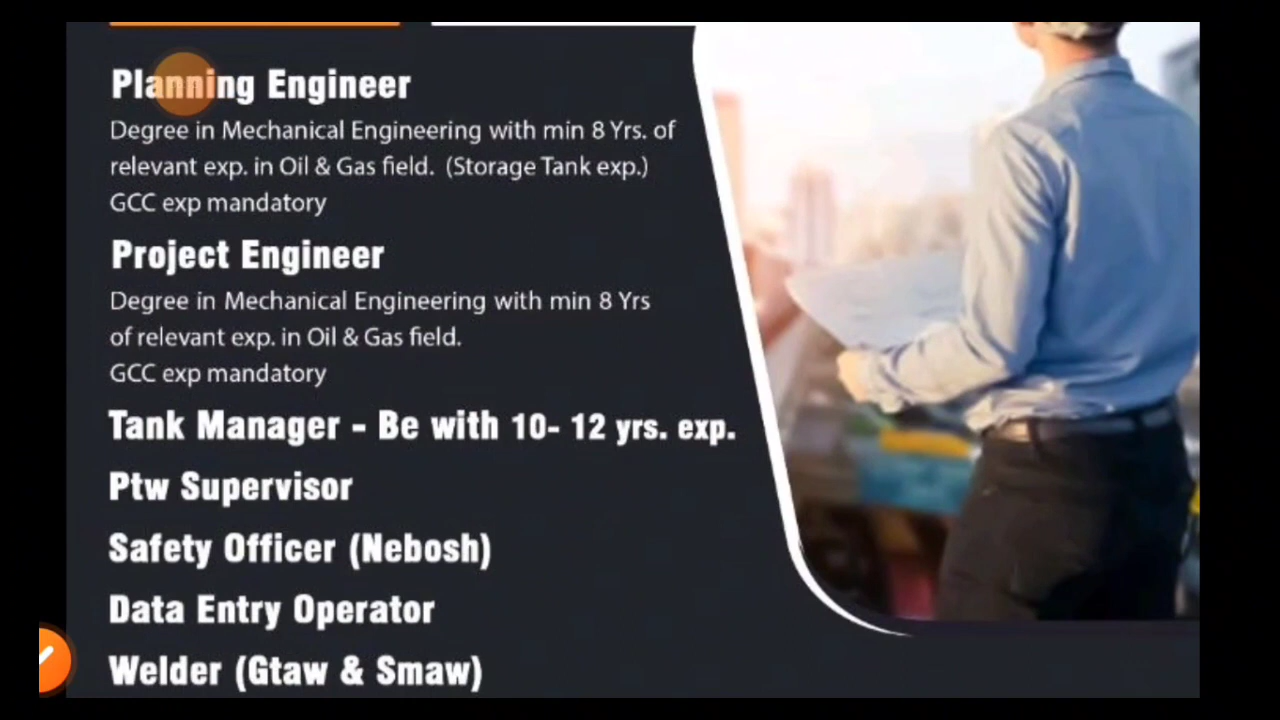 Planning Engineer
Degree in Mechanical Engineering with min 8 Yrs. of
relevant exp. in Oil & Gas field. (Storage Tank exp.)
GCC exp mandatory
Project Engineer
Degree in Mechanical Engineering with min 8 Yrs
of relevant exp. in Oil & Gas field.
GCC exp mandatory
Tank Manager - Be with 10- 12 yrs. exp.
Ptw Supervisor
Safety Officer (Nebosh)
Data Entry Operator
Welder (Gtaw & Smaw)